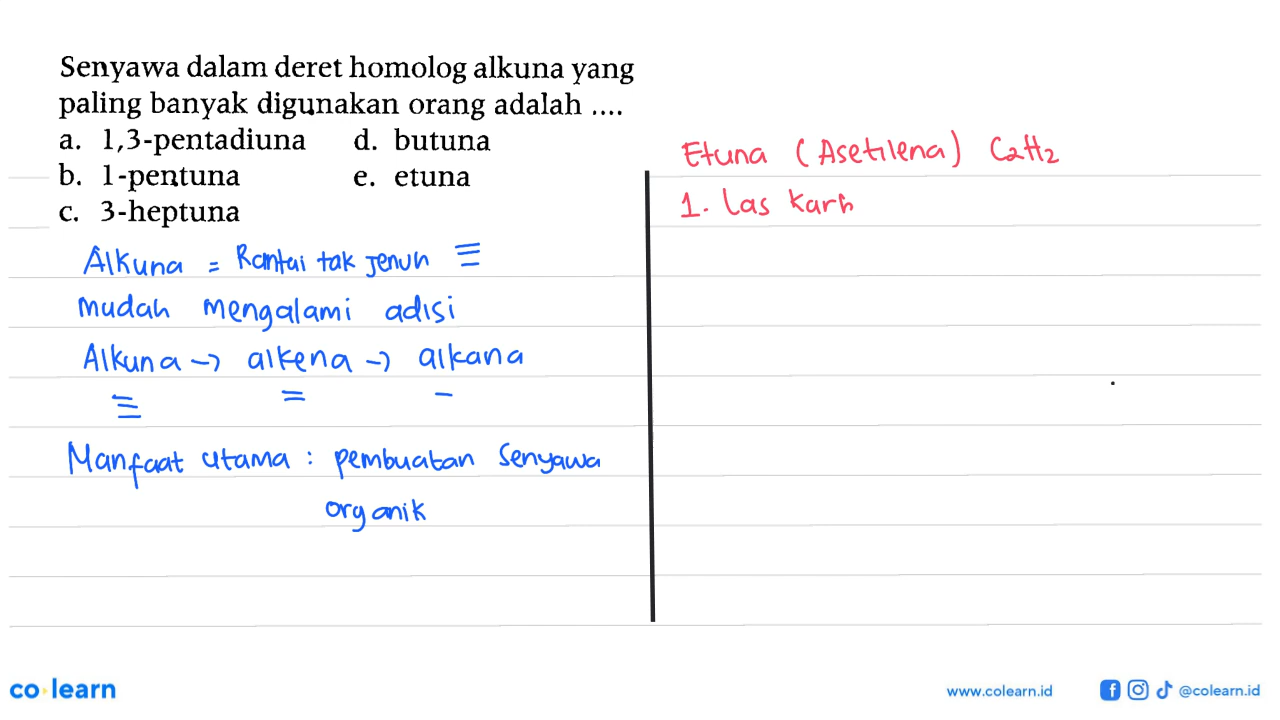 Senyawa dalam deret homolog alkuna yang
paling banyak digunakan orang adalah ....
a. 1,3-pentadiuna d. butuna
b. 1-pentuna e. etuna
c. 3-heptuna
Alkuna = Rantai tak jenuh ≡
mudah mengalami adisi
Alkuna → alkena → alkana
≡ = -
Manfaat utama : pembuatan senyawa
organik
Etuna (Asetilena) C2H2
1. Las
co learn
www.colearn.id @colearn.id